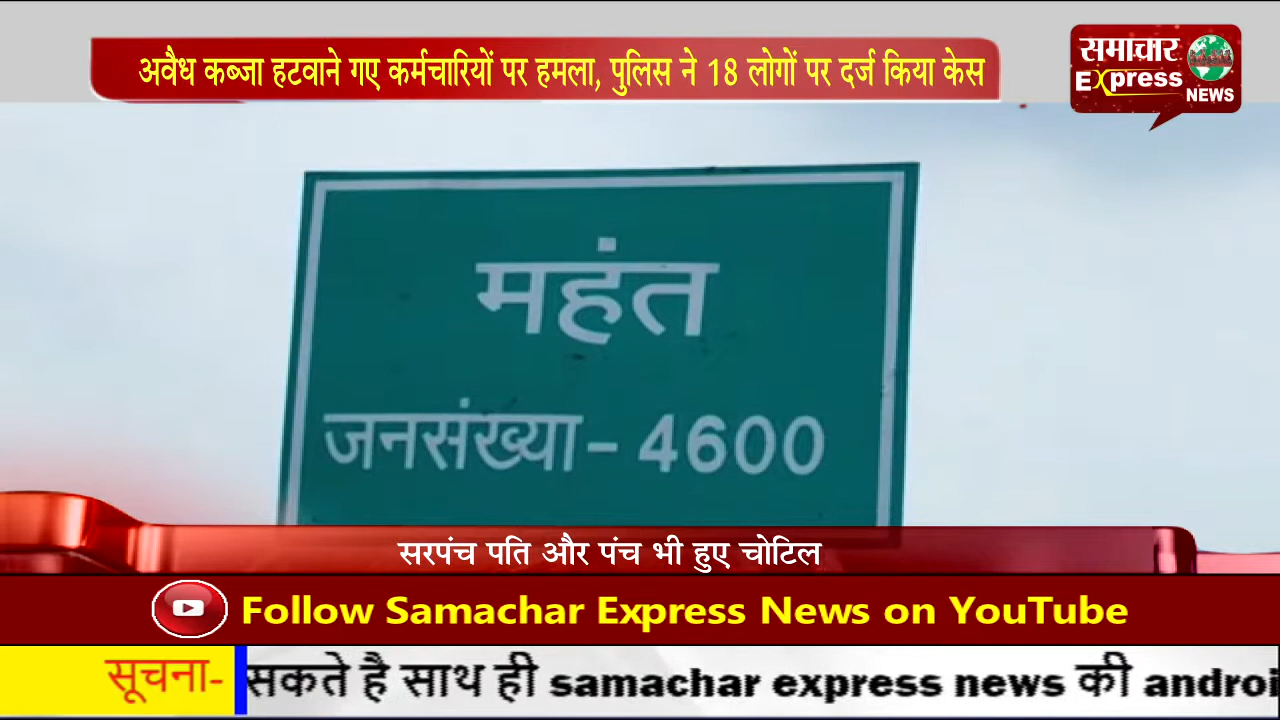 अवैध कब्जा हटवाने गए कर्मचारियों पर हमला, पुलिस ने 18 लोगों पर दर्ज किया केस
समाचार
Express
NEWS
महंत
जनसंख्या - 4600
सरपंच पति और पंच भी हुए चोटिल
Follow Samachar Express News on YouTube
सूचना- सकते है साथ ही samachar express news की androi